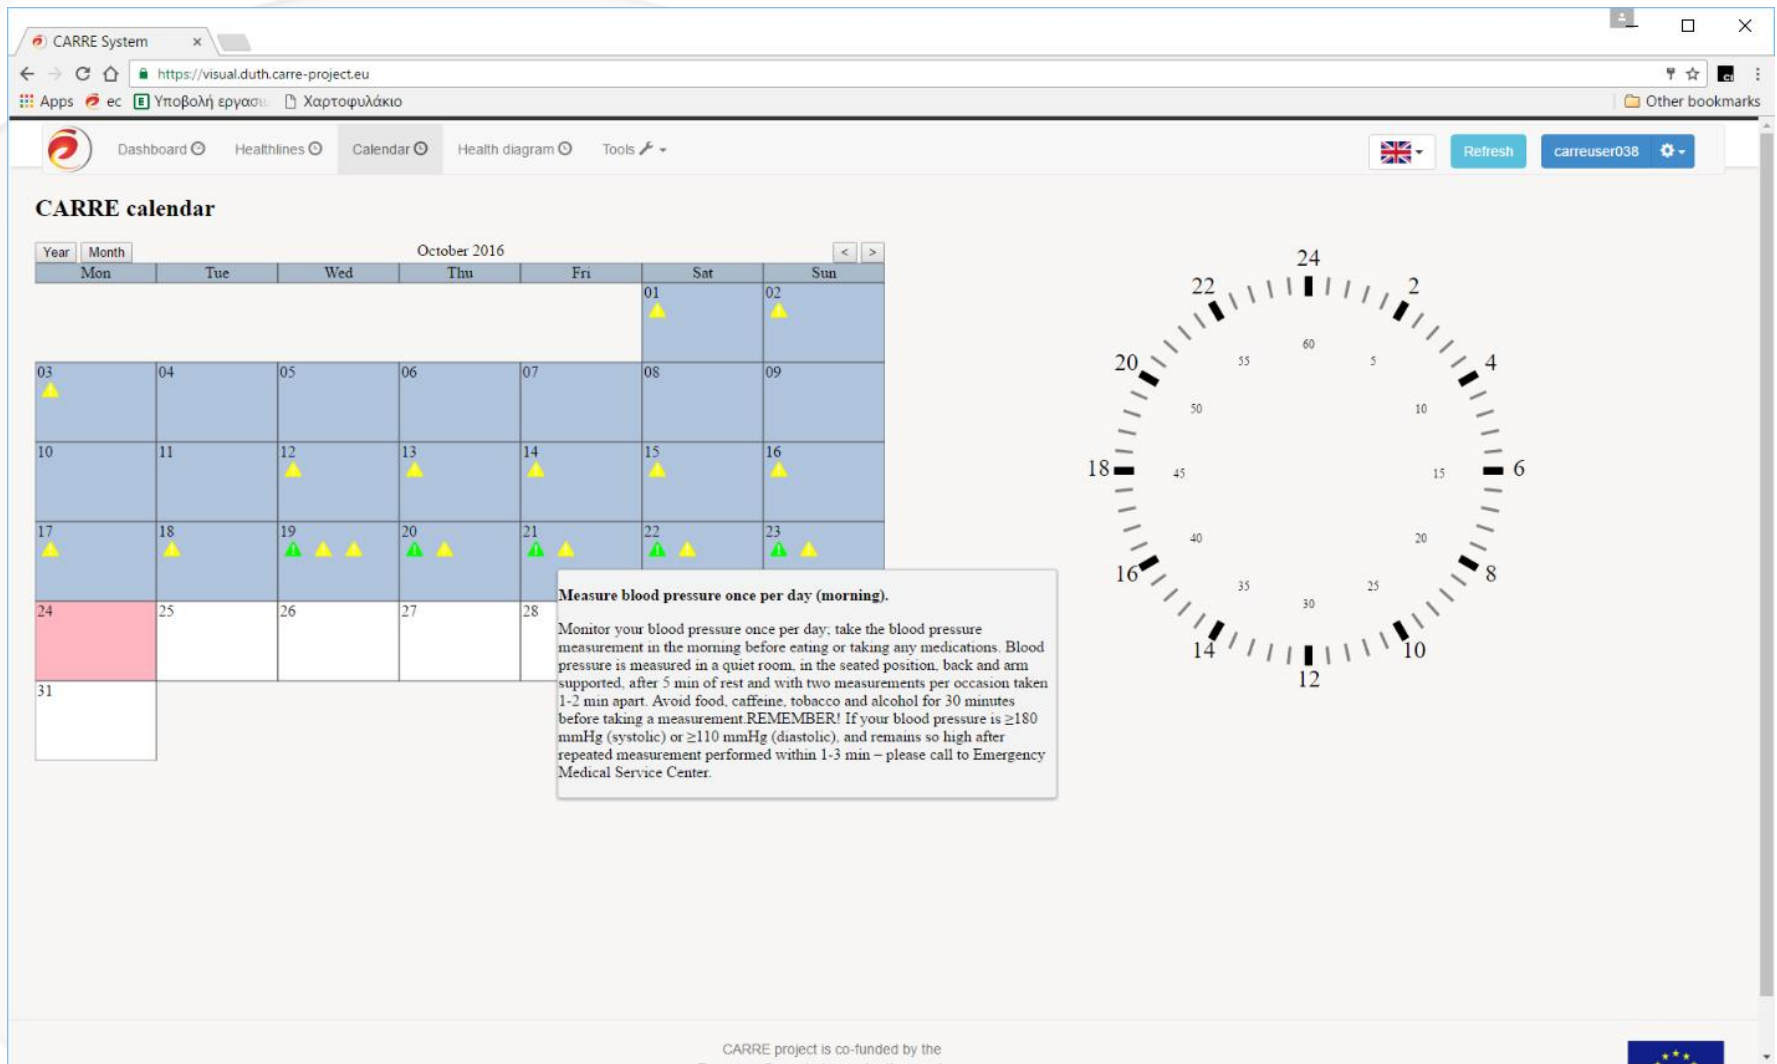 CARRE System
https://visual.duth.carre-project.eu
Apps ec Υποβολή εργασι Χαρτοφυλάκιο Other bookmarks
Dashboard Healthlines Calendar Health diagram Tools Refresh carreuser038
CARRE calendar
Year Month October 2016 < >
Mon Tue Wed Thu Fri Sat Sun
01 02
03 04 05 06 07 08 09
10 11 12 13 14 15 16
17 18 19 20 21 22 23
24 25 26 27 28
31
Measure blood pressure once per day (morning).
Monitor your blood pressure once per day; take the blood pressure
measurement in the morning before eating or taking any medications. Blood
pressure is measured in a quiet room, in the seated position, back and arm
supported, after 5 min of rest and with two measurements per occasion taken
1-2 min apart. Avoid food, caffeine, tobacco and alcohol for 30 minutes
before taking a measurement.REMEMBER! If your blood pressure is ≥180
mmHg (systolic) or ≥110 mmHg (diastolic), and remains so high after
repeated measurement performed within 1-3 min – please call to Emergency
Medical Service Center.
24
22 2
60
20 55 5 4
50 10
18 45 15 6
40 20
16 35 25 8
30
14 10
12
CARRE project is co-funded by the